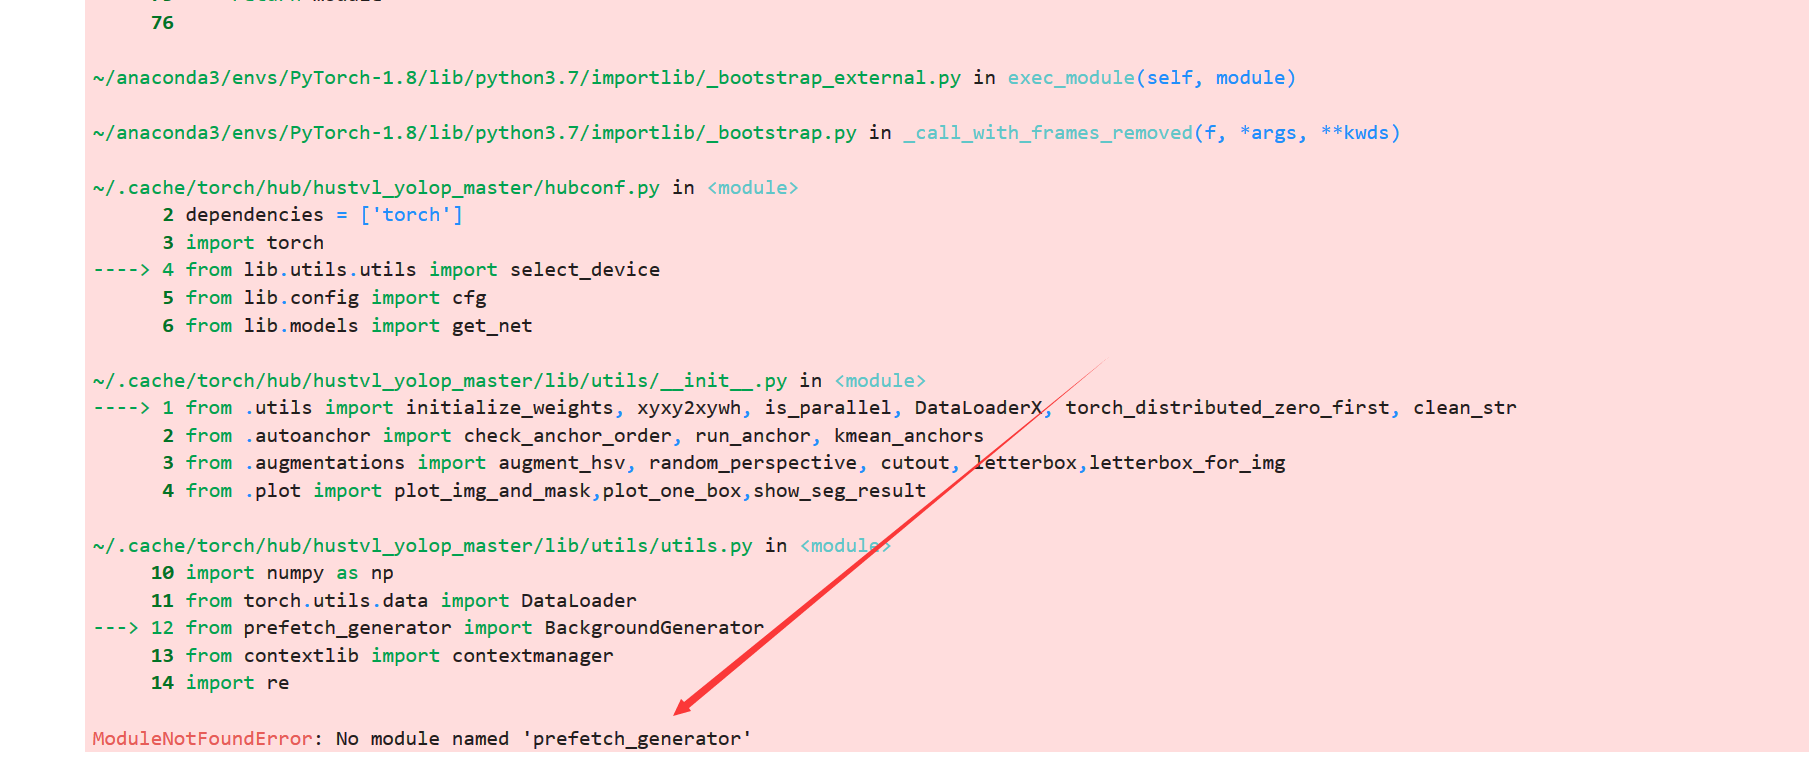 76
~/anaconda3/envs/PyTorch-1.8/lib/python3.7/importlib/_bootstrap_external.py in exec_module(self, module)
~/anaconda3/envs/PyTorch-1.8/lib/python3.7/importlib/_bootstrap.py in _call_with_frames_removed(f, *args, **kwds)
~/.cache/torch/hub/hustvl_yolop_master/hubconf.py in <module>
2 dependencies = ['torch']
3 import torch
----> 4 from lib.utils.utils import select_device
5 from lib.config import cfg
6 from lib.models import get_net
~/.cache/torch/hub/hustvl_yolop_master/lib/utils/__init__.py in <module>
----> 1 from .utils import initialize_weights, xyxy2xywh, is_parallel, DataLoaderX, torch_distributed_zero_first, clean_str
2 from .autoanchor import check_anchor_order, run_anchor, kmean_anchors
3 from .augmentations import augment_hsv, random_perspective, cutout, letterbox,letterbox_for_img
4 from .plot import plot_img_and_mask,plot_one_box,show_seg_result
~/.cache/torch/hub/hustvl_yolop_master/lib/utils/utils.py in <module>
10 import numpy as np
11 from torch.utils.data import DataLoader
---> 12 from prefetch_generator import BackgroundGenerator
13 from contextlib import contextmanager
14 import re
ModuleNotFoundError: No module named 'prefetch_generator'